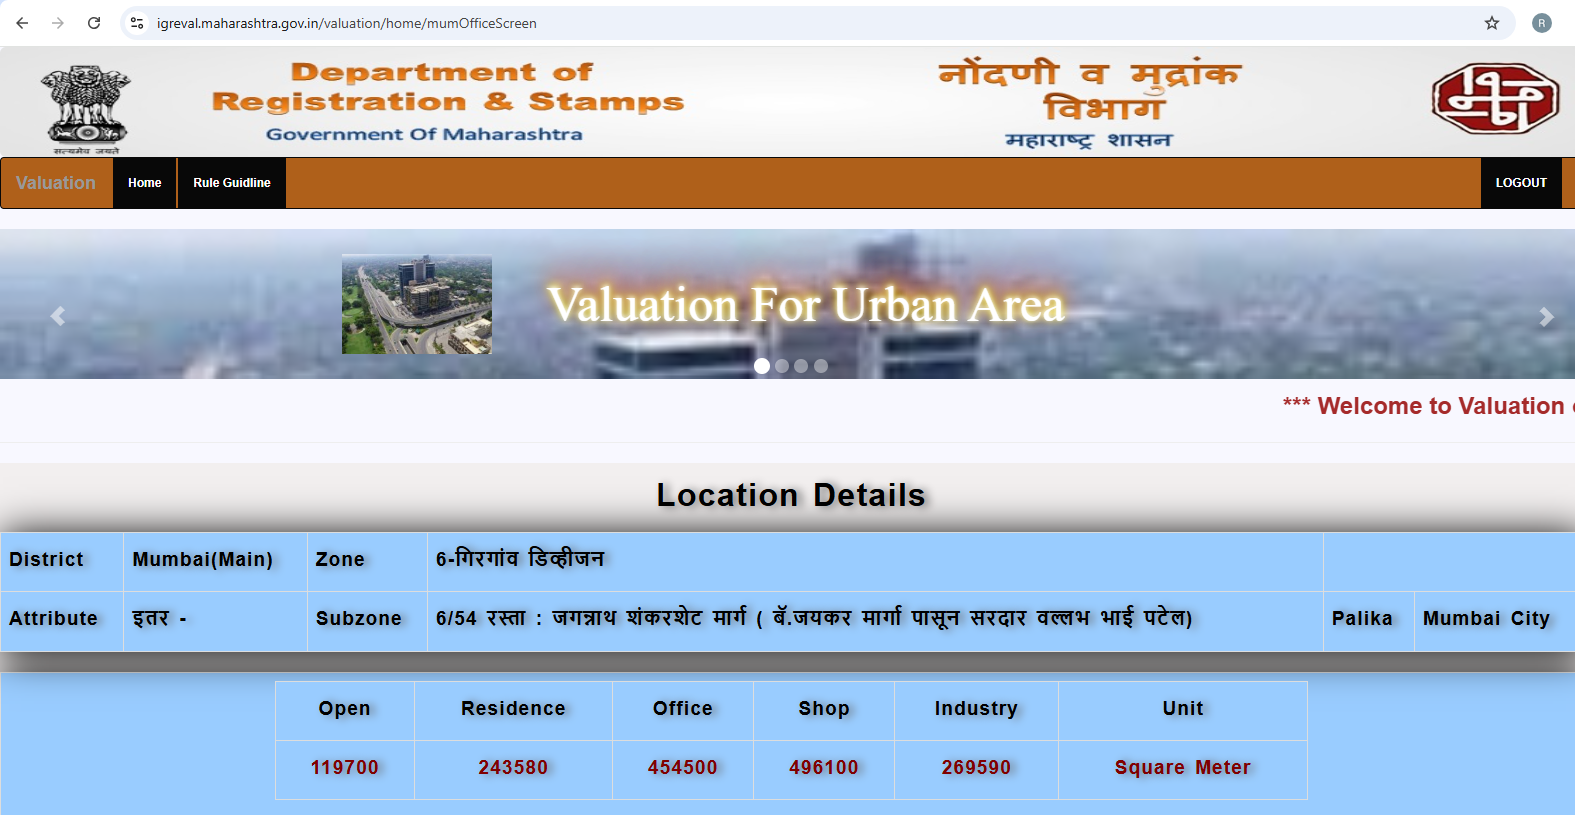 igreval.maharashtra.gov.in/valuation/home/mumOfficeScreen
R
Department of
Registration & Stamps
Government Of Maharashtra
सत्यमेव जयते
नोंदणी व मुद्रांक
विभाग
महाराष्ट्र शासन
Valuation Home Rule Guidline LOGOUT
Valuation For Urban Area
*** Welcome to Valuation
Location Details
District Mumbai(Main) Zone 6-गिरगांव डिव्हीजन
Attribute इतर - Subzone 6/54 रस्ता : जगन्नाथ शंकरशेट मार्ग ( बॅ.जयकर मार्गा पासून सरदार वल्लभ भाई पटेल) Palika Mumbai City
Open Residence Office Shop Industry Unit
119700 243580 454500 496100 269590 Square Meter